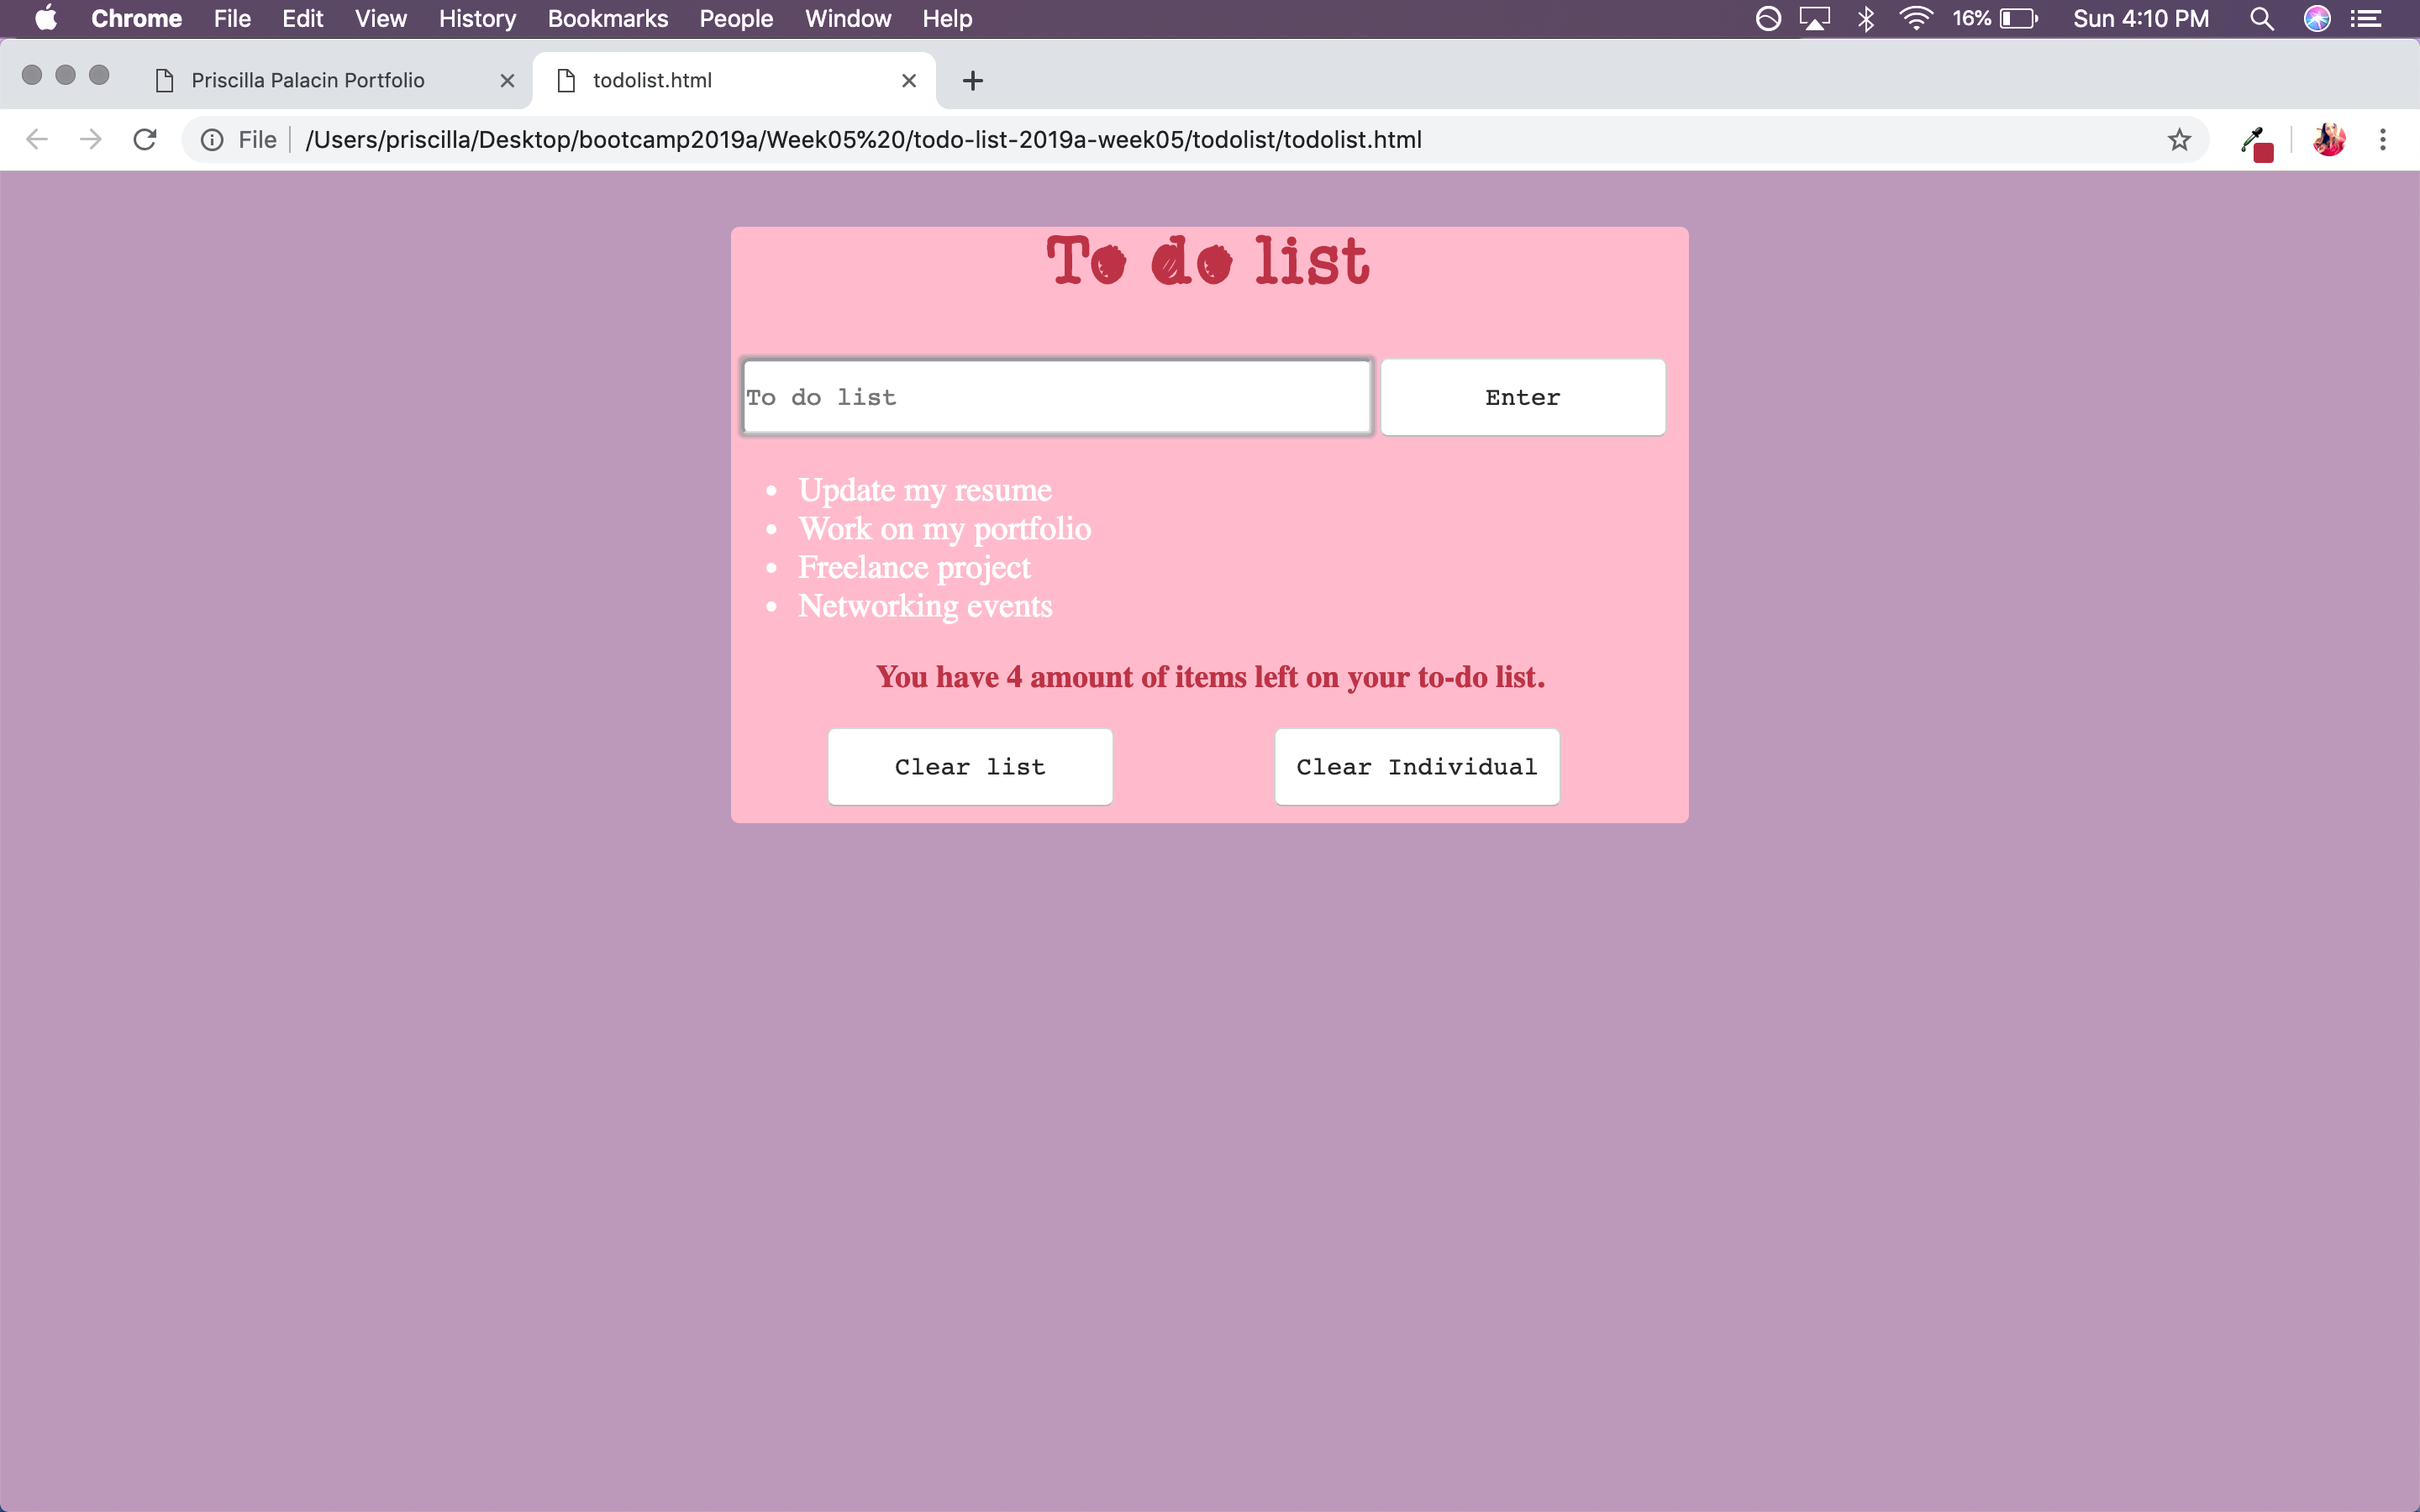 Chrome File Edit View History Bookmarks People Window Help 16% Sun 4:10 PM
Priscilla Palacin Portfolio todolist.html
File /Users/priscilla/Desktop/bootcamp2019a/Week05%20/todo-list-2019a-week05/todolist/todolist.html
To do list
To do list Enter
Update my resume
Work on my portfolio
Freelance project
Networking events
You have 4 amount of items left on your to-do list.
Clear list Clear Individual